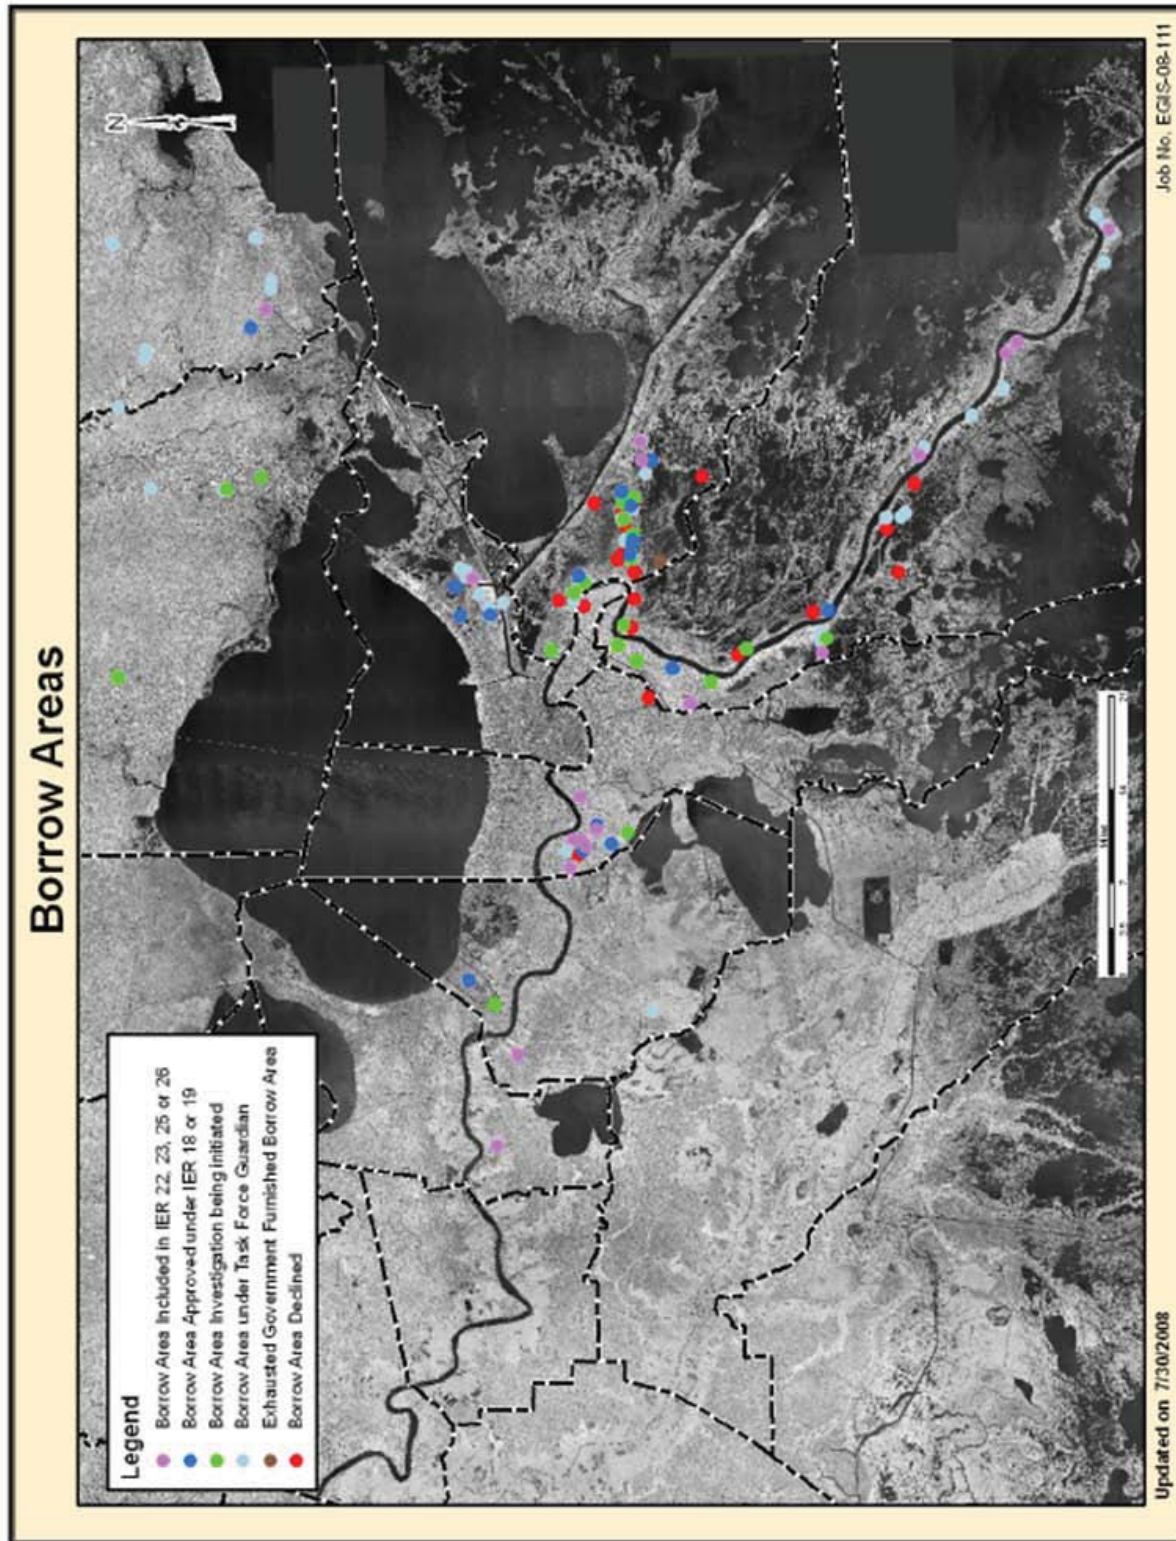 Borrow Areas
N
Legend
Borrow Area Included in IER 22, 23, 25 or 26
Borrow Area Approved under IER 18 or 19
Borrow Area Investigation being initiated
Borrow Area under Task Force Guardian
Exhausted Government Furnished Borrow Area
Borrow Area Declined
Updated on 7/30/2008
Job No. EGIS-08-111